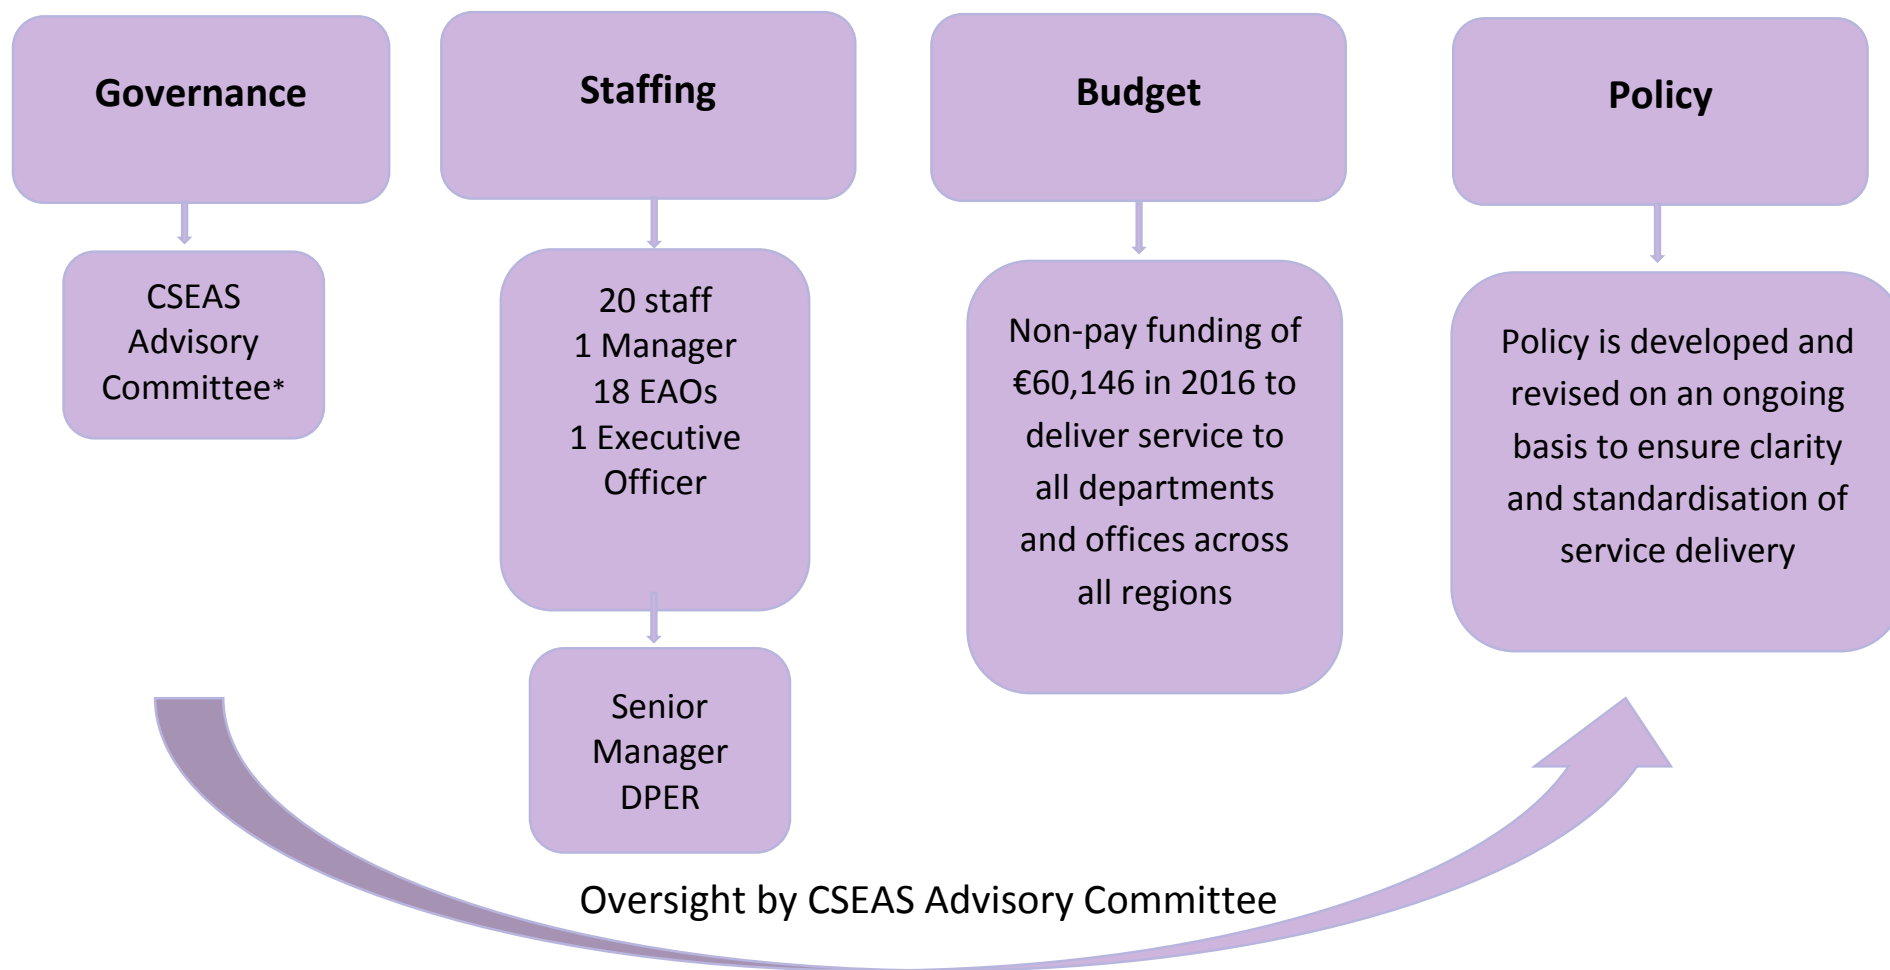 Governance
CSEAS
Advisory
Committee*
Staffing
20 staff
1 Manager
18 EAOs
1 Executive
Officer
Senior
Manager
DPER
Budget
Non-pay funding of
€60,146 in 2016 to
deliver service to
all departments
and offices across
all regions
Policy
Policy is developed and
revised on an ongoing
basis to ensure clarity
and standardisation of
service delivery
Oversight by CSEAS Advisory Committee